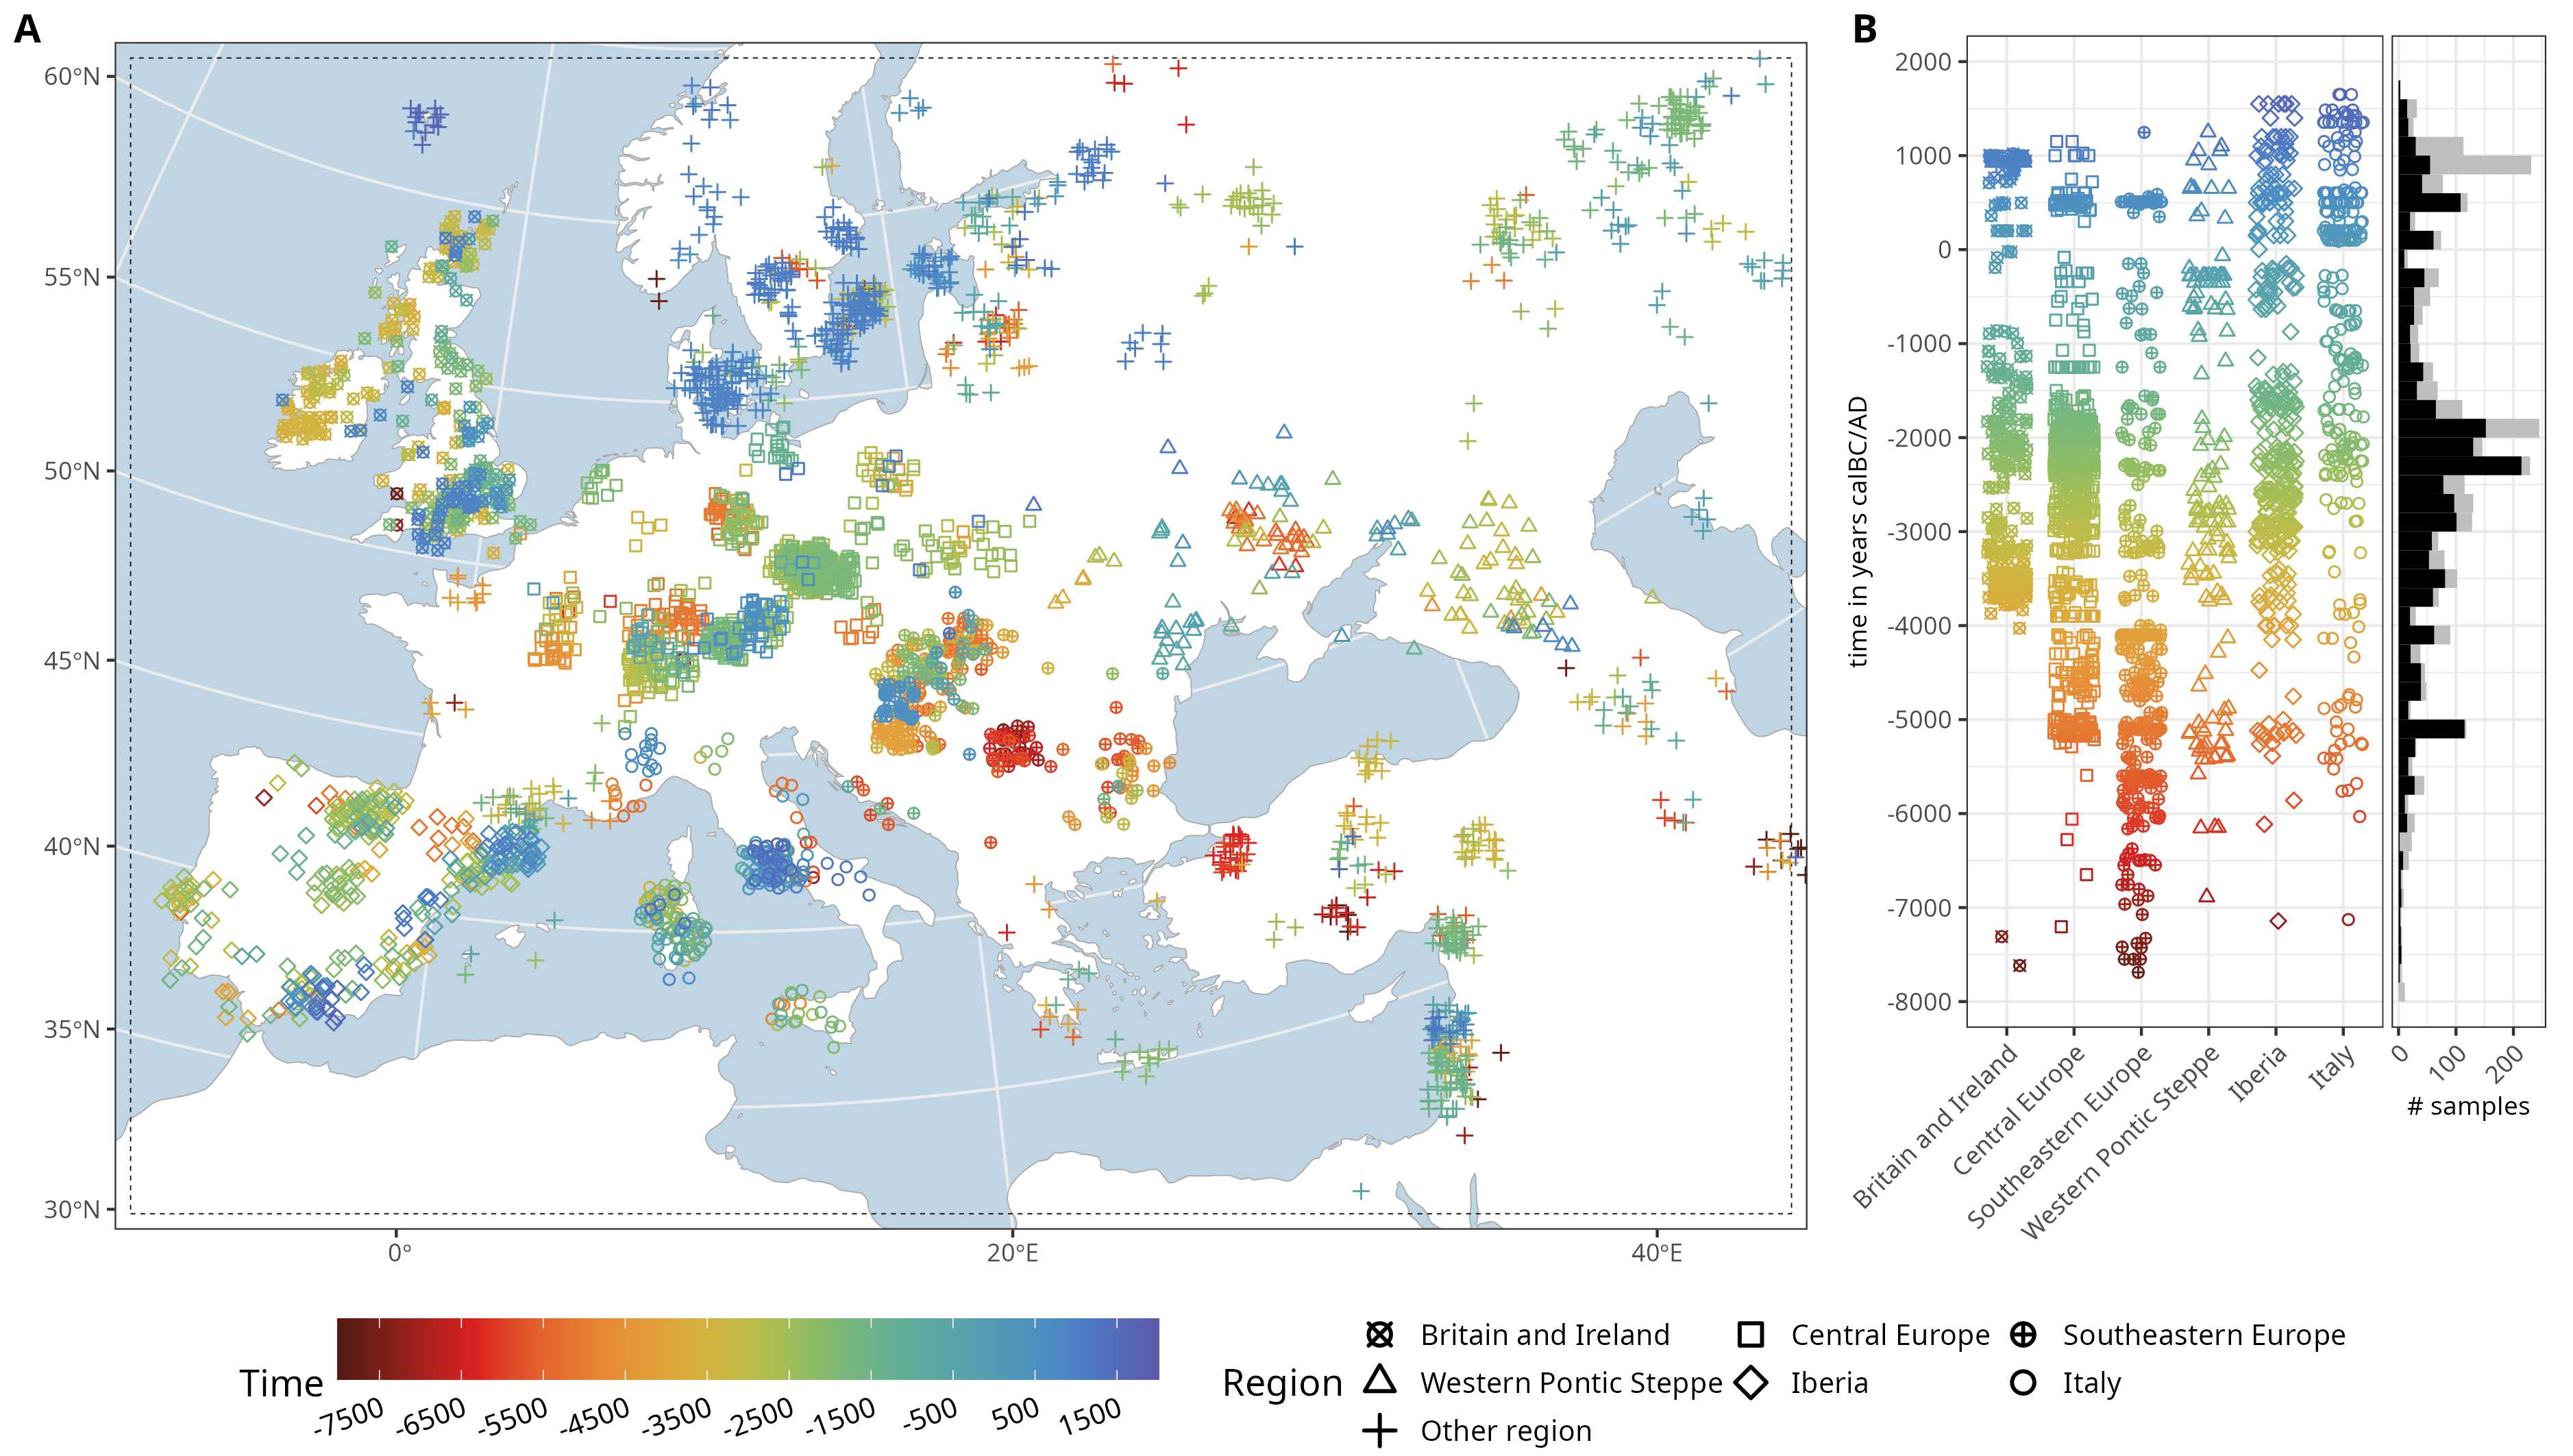 A
60°N
55°N
50°N
45°N
40°N
35°N
30°N
0°
20°E
40°E
B
time in years calBC/AD
2000
1000
0
-1000
-2000
-3000
-4000
-5000
-6000
-7000
-8000
Britain and Ireland
Central Europe
Southeastern Europe
Western Pontic Steppe
Iberia
Italy
0
100
200
# samples
Time
-7500
-6500
-5500
-4500
-3500
-2500
-1500
-500
500
1500
Region
Britain and Ireland
Central Europe
Southeastern Europe
Western Pontic Steppe
Iberia
Italy
Other region